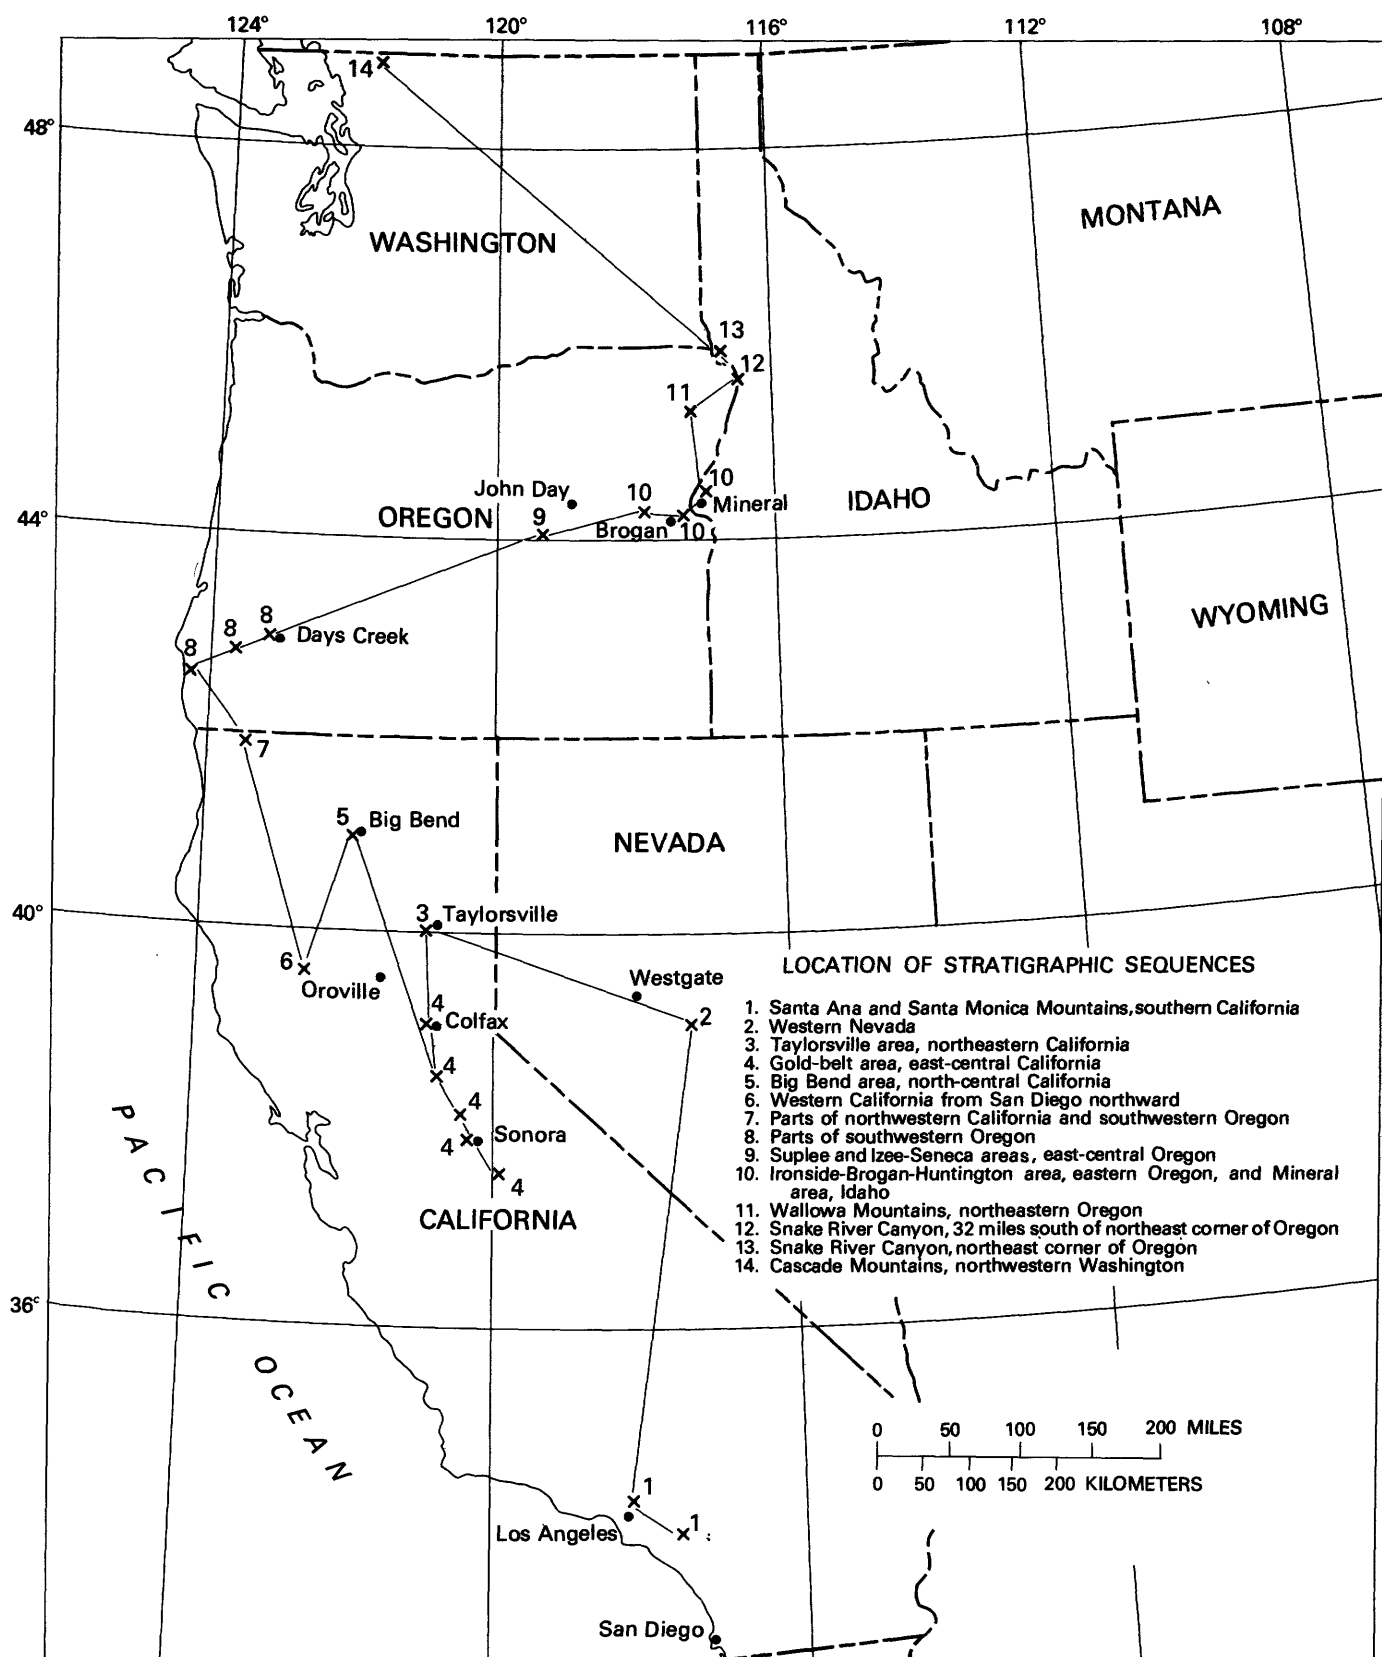 124° 120° 116° 112° 108°
14
48°
MONTANA
WASHINGTON
13
12
11
10
John Day
10
Mineral
IDAHO
OREGON
9
Brogan
10
44°
WYOMING
8
8
Days Creek
8
7
5
Big Bend
NEVADA
40°
3
Taylorsville
6
Oroville
Westgate
2
4
Colfax
4
4
4
Sonora
4
CALIFORNIA
LOCATION OF STRATIGRAPHIC SEQUENCES
1. Santa Ana and Santa Monica Mountains, southern California
2. Western Nevada
3. Taylorsville area, northeastern California
4. Gold-belt area, east-central California
5. Big Bend area, north-central California
6. Western California from San Diego northward
7. Parts of northwestern California and southwestern Oregon
8. Parts of southwestern Oregon
9. Suplee and Izee-Seneca areas, east-central Oregon
10. Ironside-Brogan-Huntington area, eastern Oregon, and Mineral
area, Idaho
11. Wallowa Mountains, northeastern Oregon
12. Snake River Canyon, 32 miles south of northeast corner of Oregon
13. Snake River Canyon, northeast corner of Oregon
14. Cascade Mountains, northwestern Washington
PACIFIC OCEAN
36°
0 50 100 150 200 MILES
0 50 100 150 200 KILOMETERS
1
1
Los Angeles
San Diego